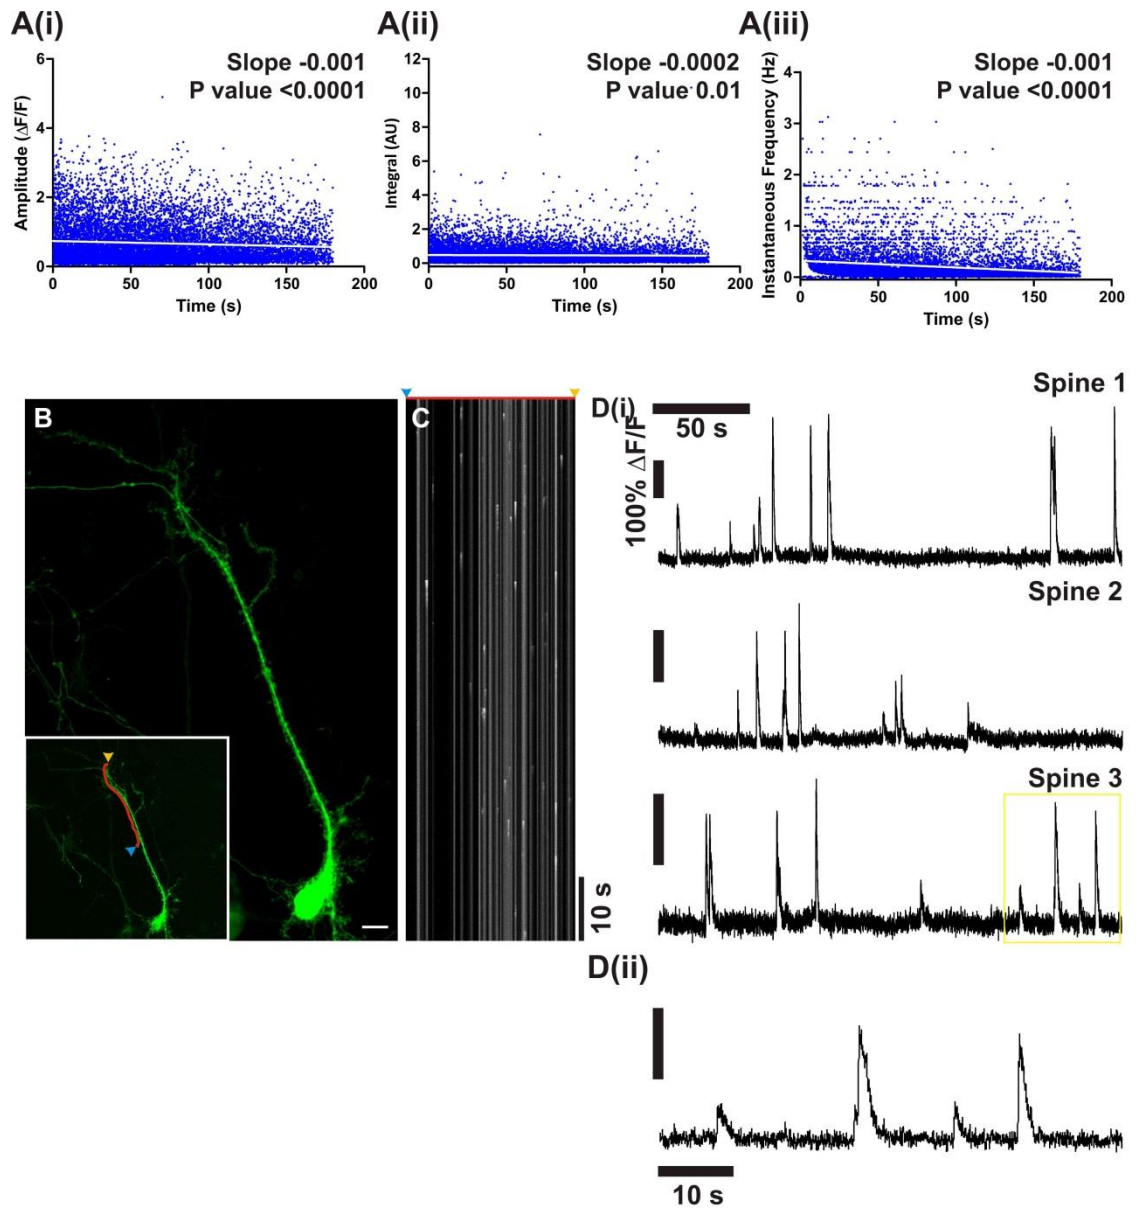 A(i)
Slope -0.001
P value <0.0001
Amplitude (ΔF/F)
6
4
2
0
0 50 100 150 200
Time (s)
A(ii)
Slope -0.0002
P value 0.01
Integral (AU)
12
10
8
6
4
2
0
0 50 100 150 200
Time (s)
A(iii)
Slope -0.001
P value <0.0001
Instantaneous Frequency (Hz)
4
3
2
1
0
0 50 100 150 200
Time (s)
B
C
10 s
D(i)
50 s
100% ΔF/F
Spine 1
Spine 2
Spine 3
D(ii)
10 s